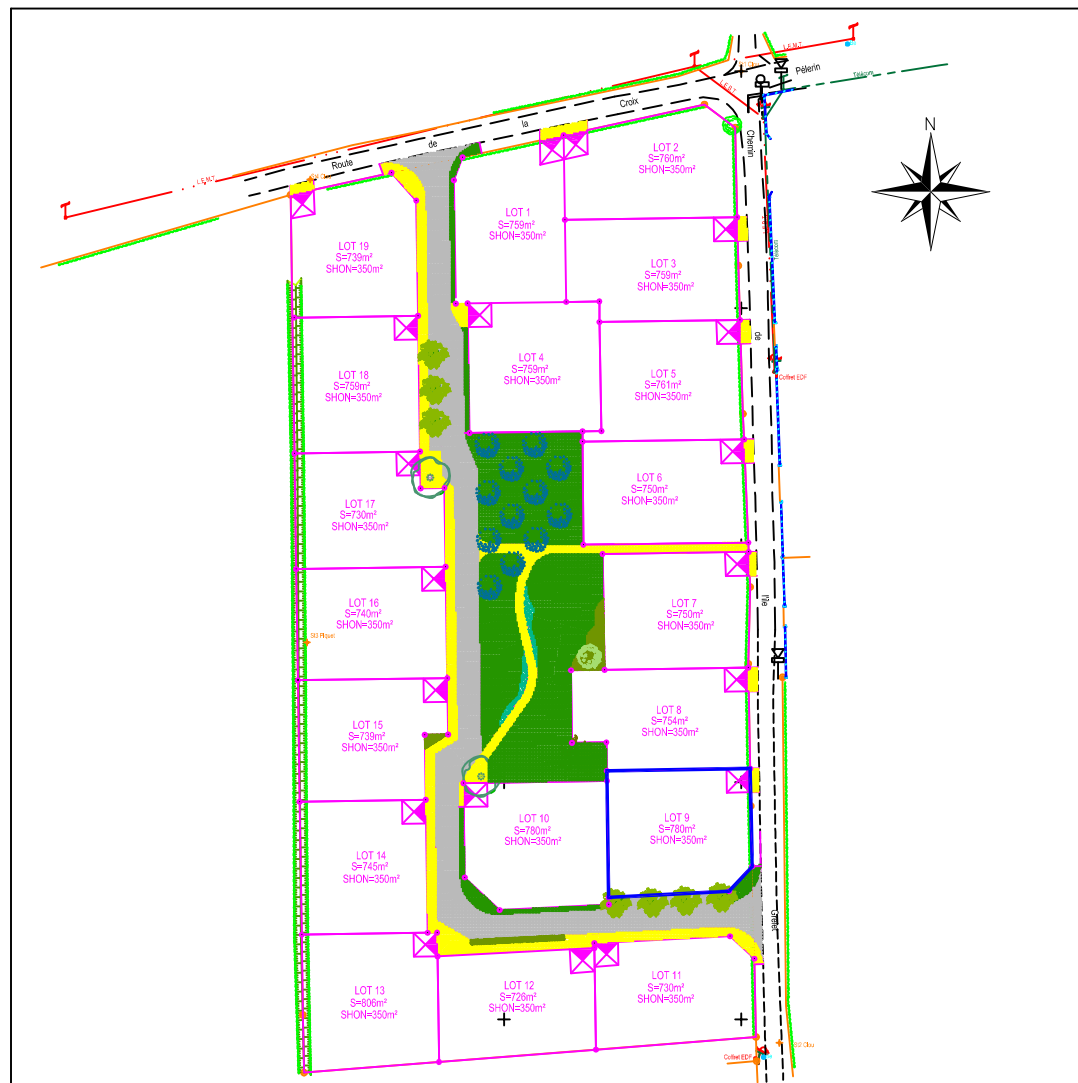 L.E.M.T
Télécom
Pélerin
Croix
la
de
Route
L.E.B.T
L.E.M.T
N
Chemin
LOT 2
S=760m²
SHON=350m²
LOT 1
S=759m²
SHON=350m²
LOT 19
S=739m²
SHON=350m²
LOT 3
S=759m²
SHON=350m²
de
LOT 4
S=759m²
SHON=350m²
LOT 5
S=761m²
SHON=350m²
LOT 18
S=759m²
SHON=350m²
Coffret EDF
LOT 6
S=750m²
SHON=350m²
LOT 17
S=730m²
SHON=350m²
LOT 16
S=740m²
SHON=350m²
LOT 7
S=750m²
SHON=350m²
l'Ile
LOT 8
S=754m²
SHON=350m²
LOT 15
S=739m²
SHON=350m²
LOT 10
S=780m²
SHON=350m²
LOT 9
S=780m²
SHON=350m²
LOT 14
S=745m²
SHON=350m²
LOT 13
S=806m²
SHON=350m²
LOT 12
S=726m²
SHON=350m²
LOT 11
S=730m²
SHON=350m²
Coffret EDF